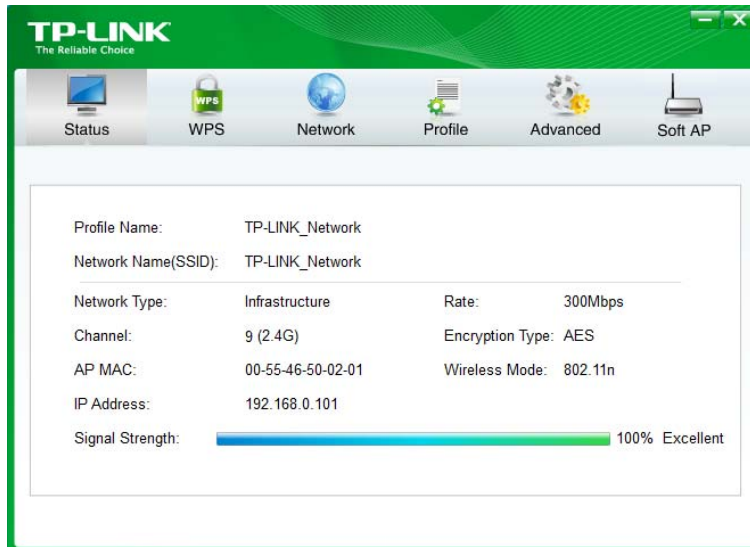 TP-LINK
The Reliable Choice
Status WPS Network Profile Advanced Soft AP
WPS
Profile Name: TP-LINK_Network
Network Name(SSID): TP-LINK_Network
Network Type: Infrastructure Rate: 300Mbps
Channel: 9 (2.4G) Encryption Type: AES
AP MAC: 00-55-46-50-02-01 Wireless Mode: 802.11n
IP Address: 192.168.0.101
Signal Strength: 100% Excellent